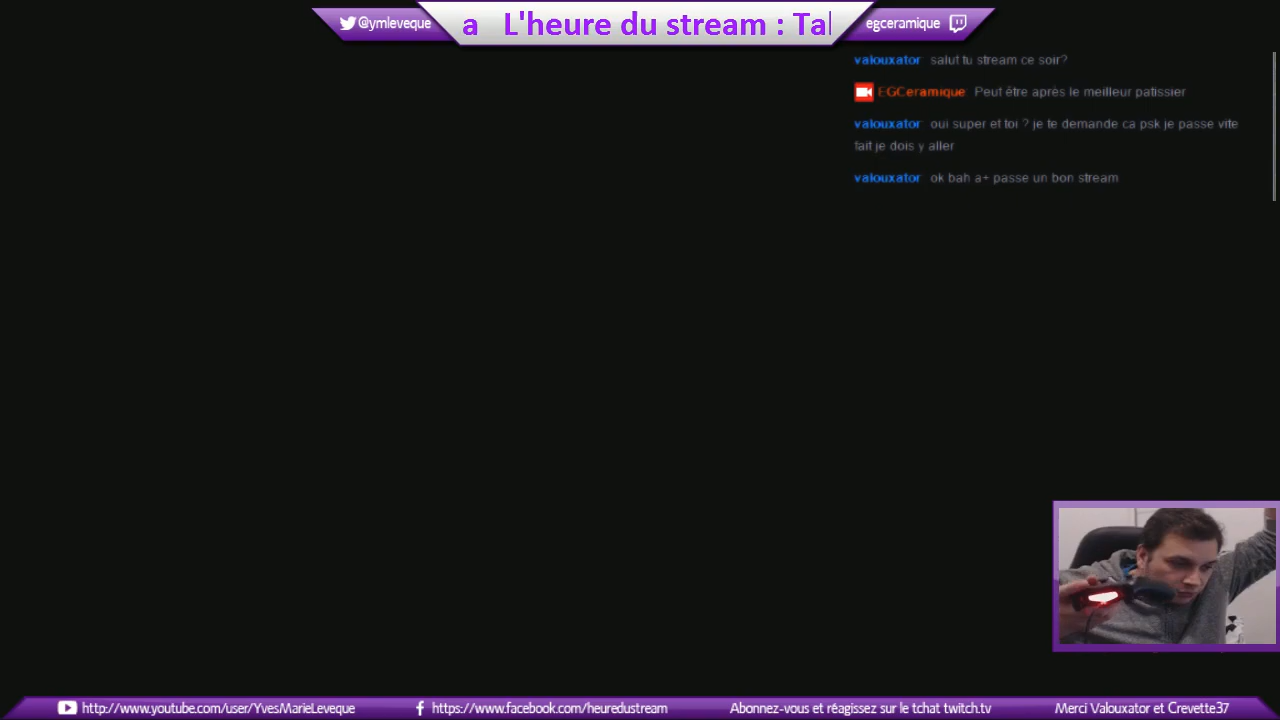 @ymleveque
a L'heure du stream : Tal
egceramique
valouxator salut tu stream ce soir?
EGCeramique Peut être après le meilleur patissier
valouxator oui super et toi ? je te demande ca psk je passe vite
fait je dois y aller
valouxator ok bah a+ passe un bon stream
http://www.youtube.com/user/YvesMarieLeveque
https://www.facebook.com/heuredustream
Abonnez-vous et réagissez sur le tchat twitch.tv
Merci Valouxator et Crevette37